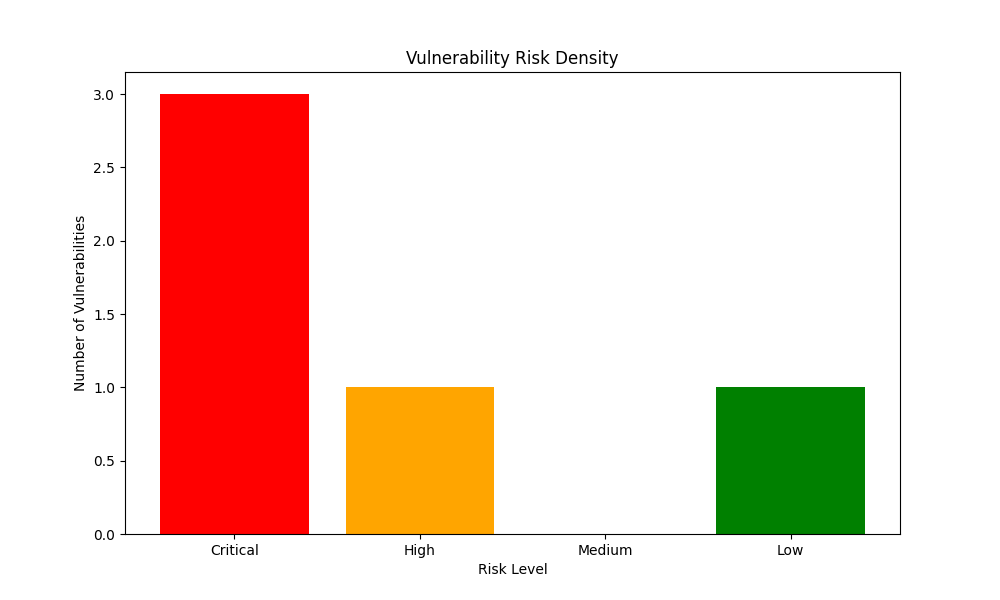 Vulnerability Risk Density
Number of Vulnerabilities
3.0
2.5
2.0
1.5
1.0
0.5
0.0
Critical High Medium Low
Risk Level